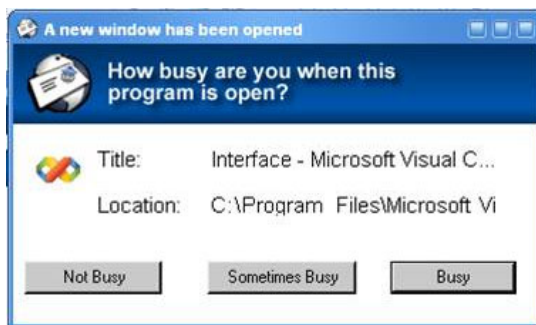 A new window has been opened
How busy are you when this
program is open?
Title: Interface - Microsoft Visual C...
Location: C:\Program Files\Microsoft Vi
Not Busy Sometimes Busy Busy